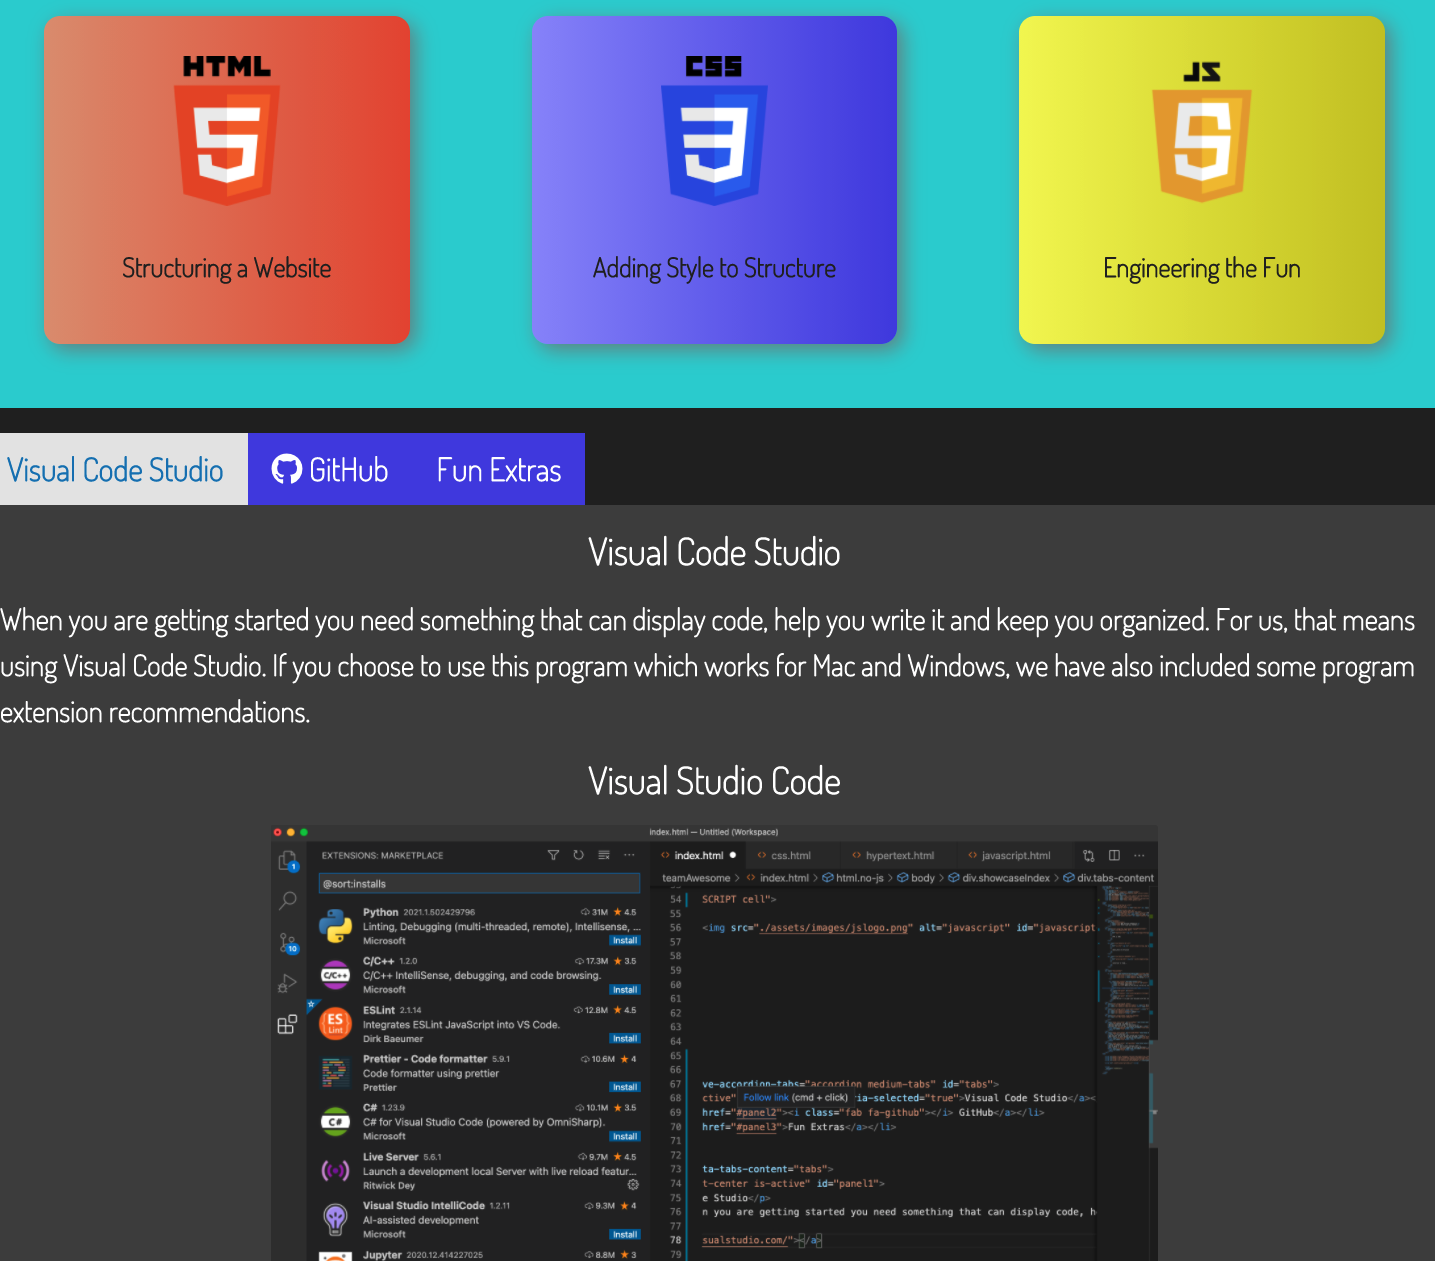 HTML
CSS
JS
Structuring a Website
Adding Style to Structure
Engineering the Fun
Visual Code Studio
GitHub
Fun Extras
Visual Code Studio
When you are getting started you need something that can display code, help you write it and keep you organized. For us, that means
using Visual Code Studio. If you choose to use this program which works for Mac and Windows, we have also included some program
extension recommendations.
Visual Studio Code
index.html — Untitled (Workspace)
1
10
EXTENSIONS: MARKETPLACE
@sort:installs
Python 2021.1.502429796 31M ★ 4.5
Linting, Debugging (multi-threaded, remote), Intellisense, ...
Microsoft Install
C/C++ C/C++ 1.2.0 17.3M ★ 3.5
C/C++ IntelliSense, debugging, and code browsing.
Microsoft Install
ES Lint
ESLint 2.1.14 12.8M ★ 4.5
Integrates ESLint JavaScript into VS Code.
Dirk Baeumer Install
Prettier - Code formatter 5.9.1 10.6M ★ 4
Code formatter using prettier
Prettier Install
C# C# 1.23.9 10.1M ★ 3.5
C# for Visual Studio Code (powered by OmniSharp).
Microsoft Install
Live Server 5.6.1 9.7M ★ 4.5
Launch a development local Server with live reload featur...
Ritwick Dey
Visual Studio IntelliCode 1.2.11 9.3M ★ 4
AI-assisted development
Microsoft Install
Jupyter 2020.12.414227025 8.8M ★ 3
index.html ● css.html hypertext.html javascript.html
teamAwesome > index.html > html.no-js > body > div.showcaseIndex > div.tabs-content
54 SCRIPT cell">
55
56 <img src="./assets/images/jslogo.png" alt="javascript" id="javascript
57
58
59
60
61
62
63
64
65
66
67 ve-accordion-tabs="accordion medium-tabs" id="tabs">
68 ctive" Follow link (cmd + click) ia-selected="true">Visual Code Studio</a><
69 href="#panel2"><i class="fab fa-github"></i> GitHub</a></li>
70 href="#panel3">Fun Extras</a></li>
71
72
73 ta-tabs-content="tabs">
74 t-center is-active" id="panel1">
75 e Studio</p>
76 n you are getting started you need something that can display code, h
77
78 sualstudio.com/"></a>
79